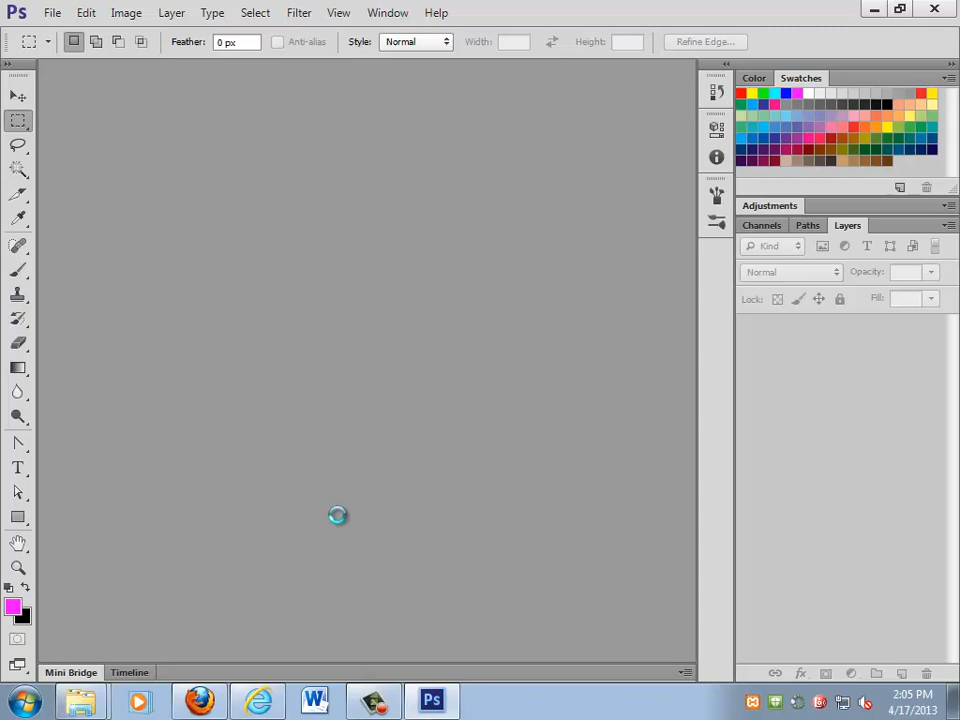 Ps File Edit Image Layer Type Select Filter View Window Help
Feather: 0 px Anti-alias Style: Normal Width: Height: Refine Edge...
Color Swatches
Adjustments
Channels Paths Layers
Kind
Normal Opacity:
Lock: Fill:
T
Mini Bridge Timeline
W Ps
2:05 PM
4/17/2013